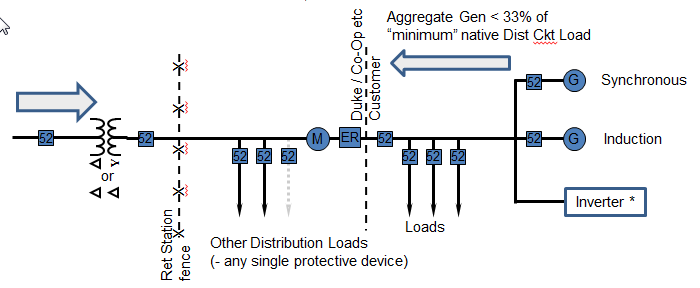 Aggregate Gen < 33% of
“minimum” native Dist Ckt Load
Duke / Co-Op etc
Customer
52
G
Synchronous
52
52
M
ER
52
52
G
Induction
52
52
52
52
52
52
Y
or
Δ Δ
Δ Δ
Inverter *
Loads
Other Distribution Loads
(- any single protective device)
Ret Station
fence